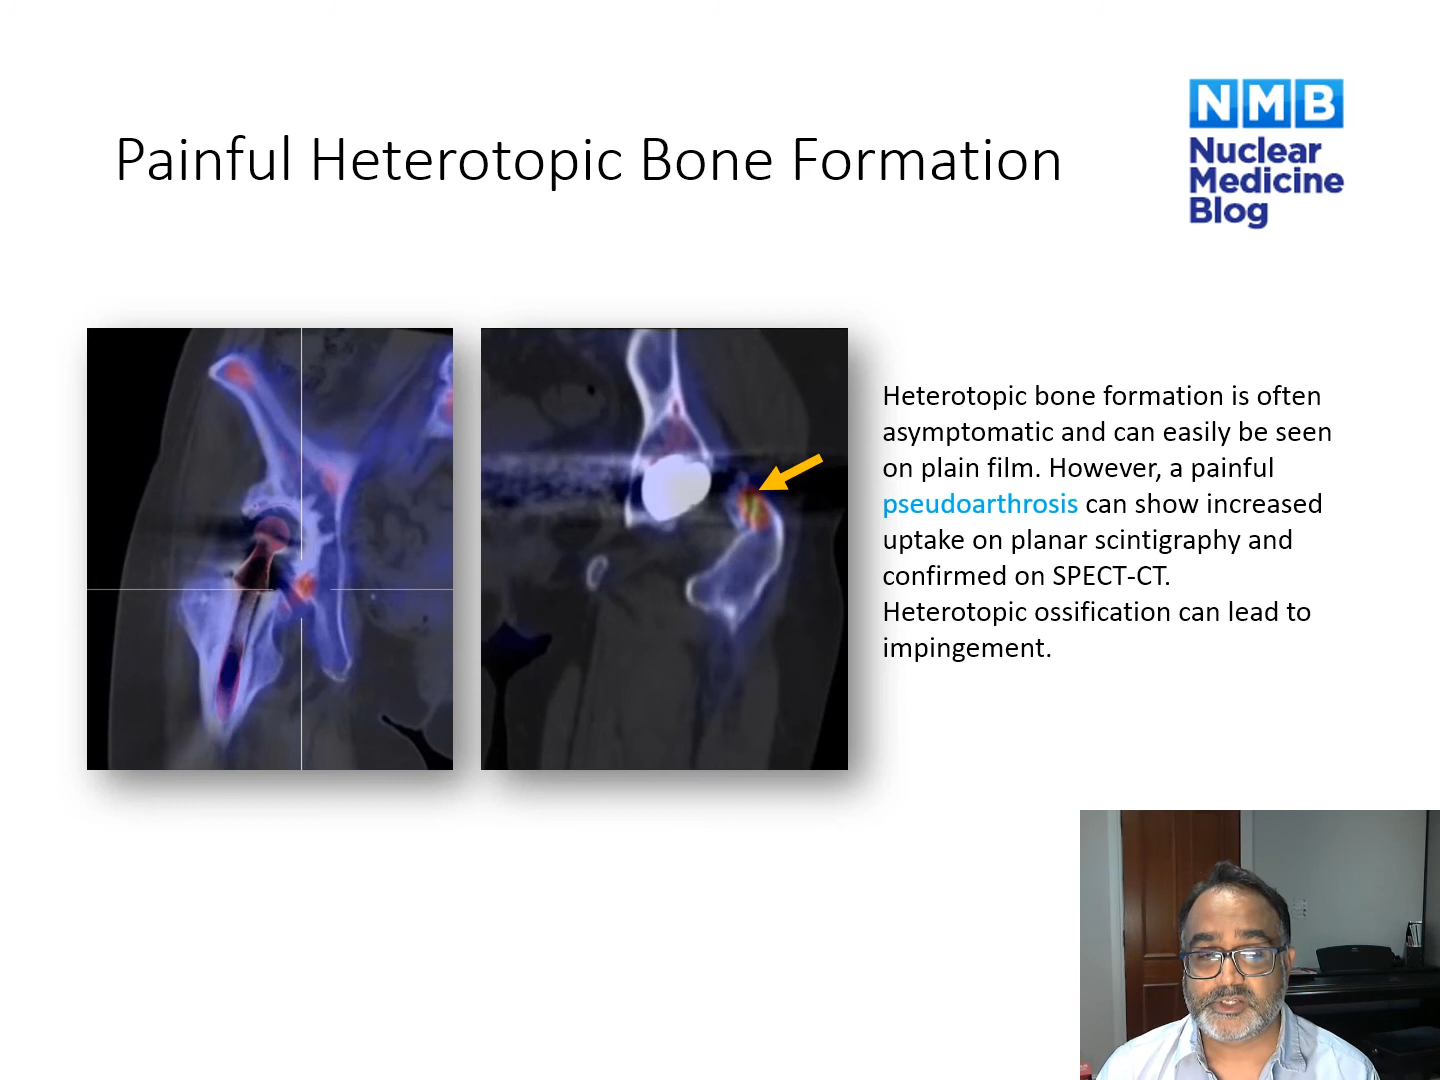 Painful Heterotopic Bone Formation
NMB
Nuclear
Medicine
Blog
Heterotopic bone formation is often
asymptomatic and can easily be seen
on plain film. However, a painful
pseudoarthrosis can show increased
uptake on planar scintigraphy and
confirmed on SPECT-CT.
Heterotopic ossification can lead to
impingement.